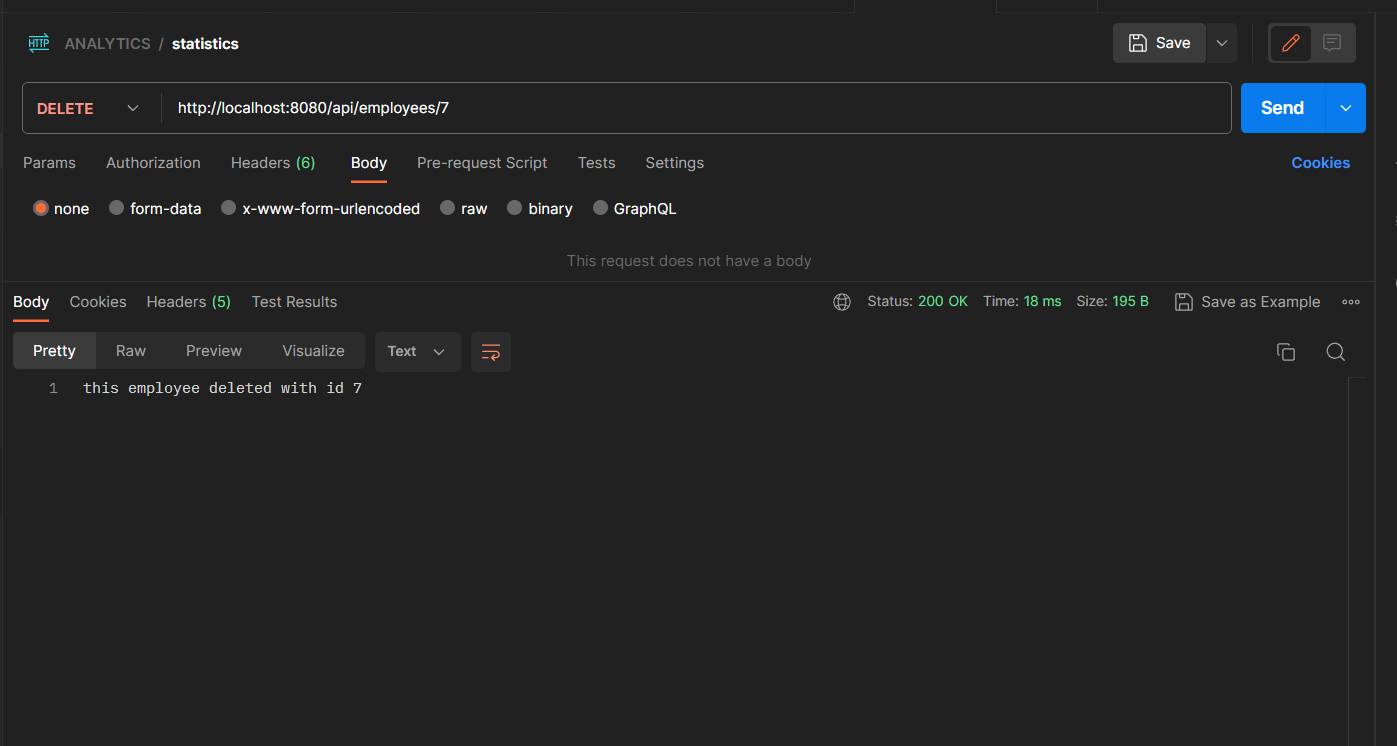 HTTP ANALYTICS / statistics Save
DELETE http://localhost:8080/api/employees/7 Send
Params Authorization Headers (6) Body Pre-request Script Tests Settings Cookies
none form-data x-www-form-urlencoded raw binary GraphQL
This request does not have a body
Body Cookies Headers (5) Test Results Status: 200 OK Time: 18 ms Size: 195 B Save as Example
Pretty Raw Preview Visualize Text
1 this employee deleted with id 7